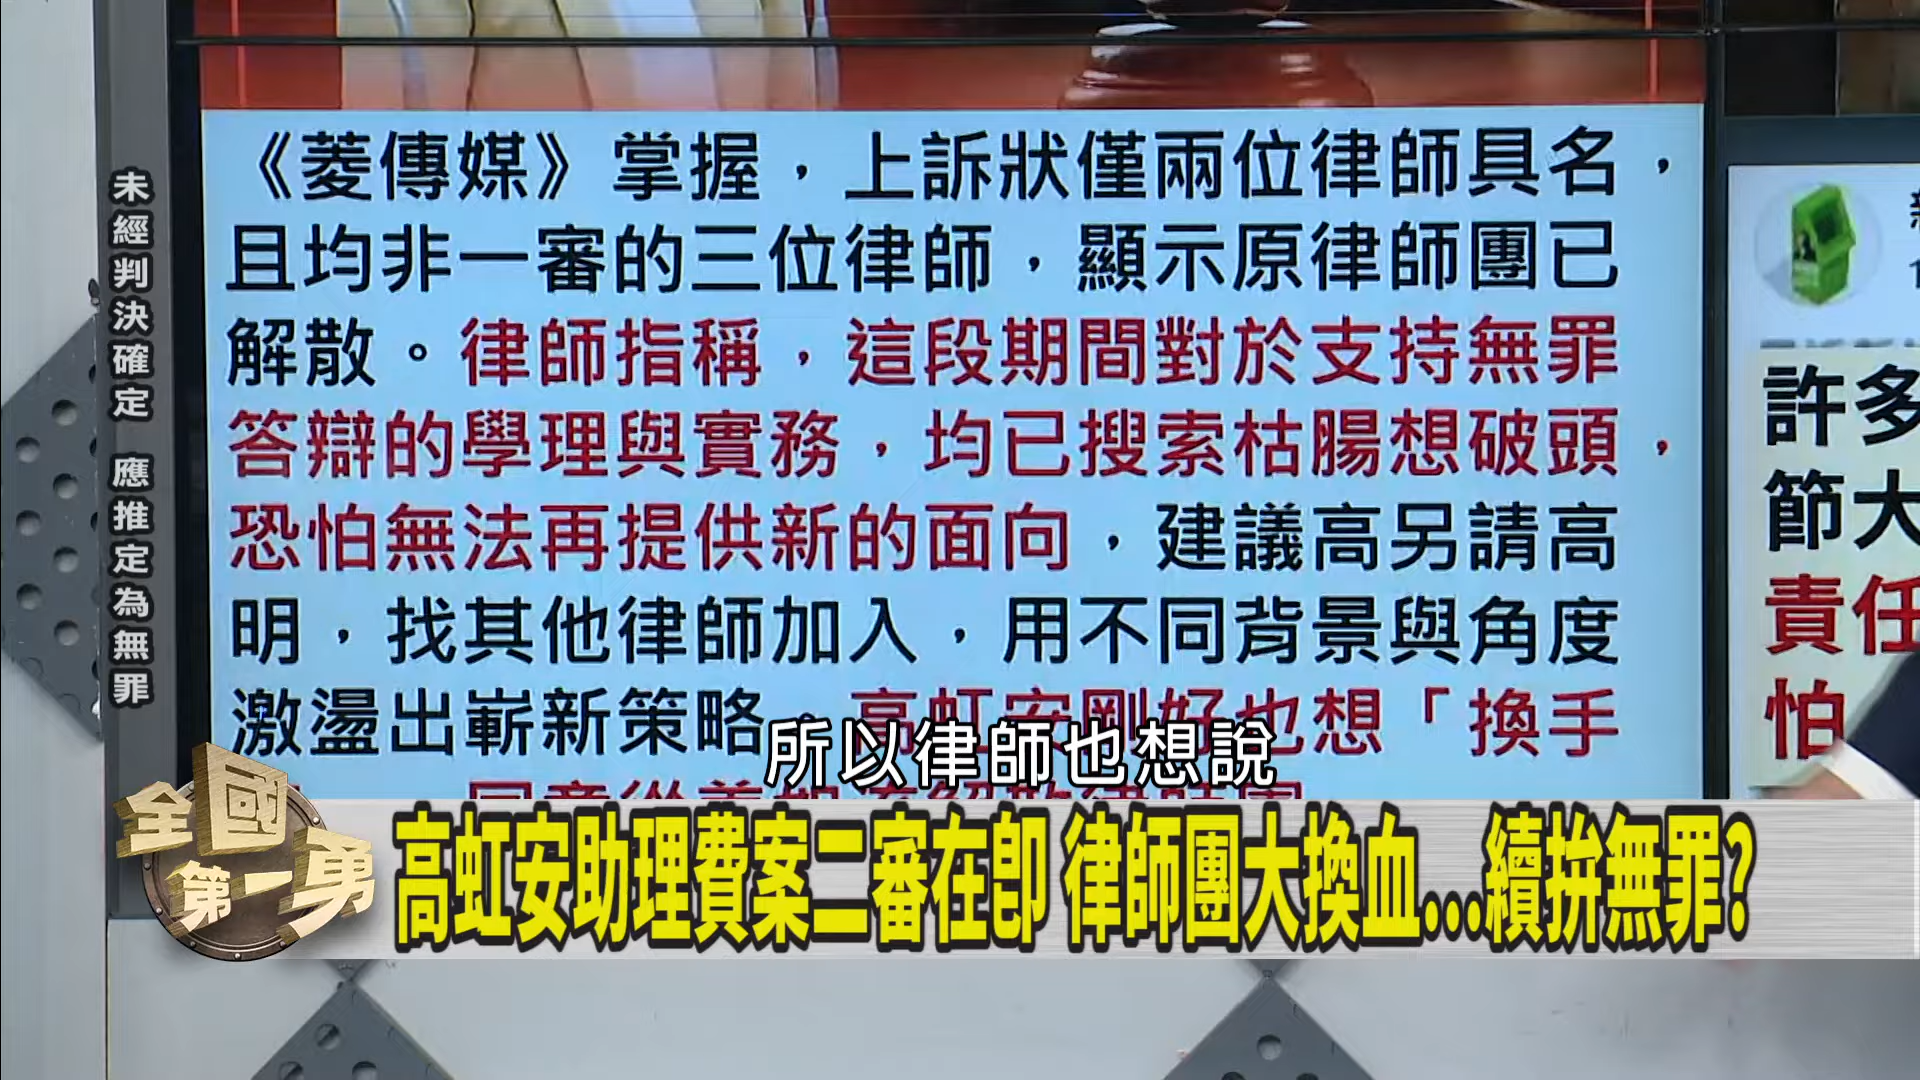 未經判決確定 應推定為無罪
《菱傳媒》掌握，上訴狀僅兩位律師具名，
且均非一審的三位律師，顯示原律師團已
解散。律師指稱，這段期間對於支持無罪
答辯的學理與實務，均已搜索枯腸想破頭，
恐怕無法再提供新的面向，建議高另請高
明，找其他律師加入，用不同背景與角度
激盪出嶄新策略。高虹安剛好也想「換手
許多
節大
責任
怕
所以律師也想說
全國第一勇
高虹安助理費案二審在即 律師團大換血...續拚無罪?